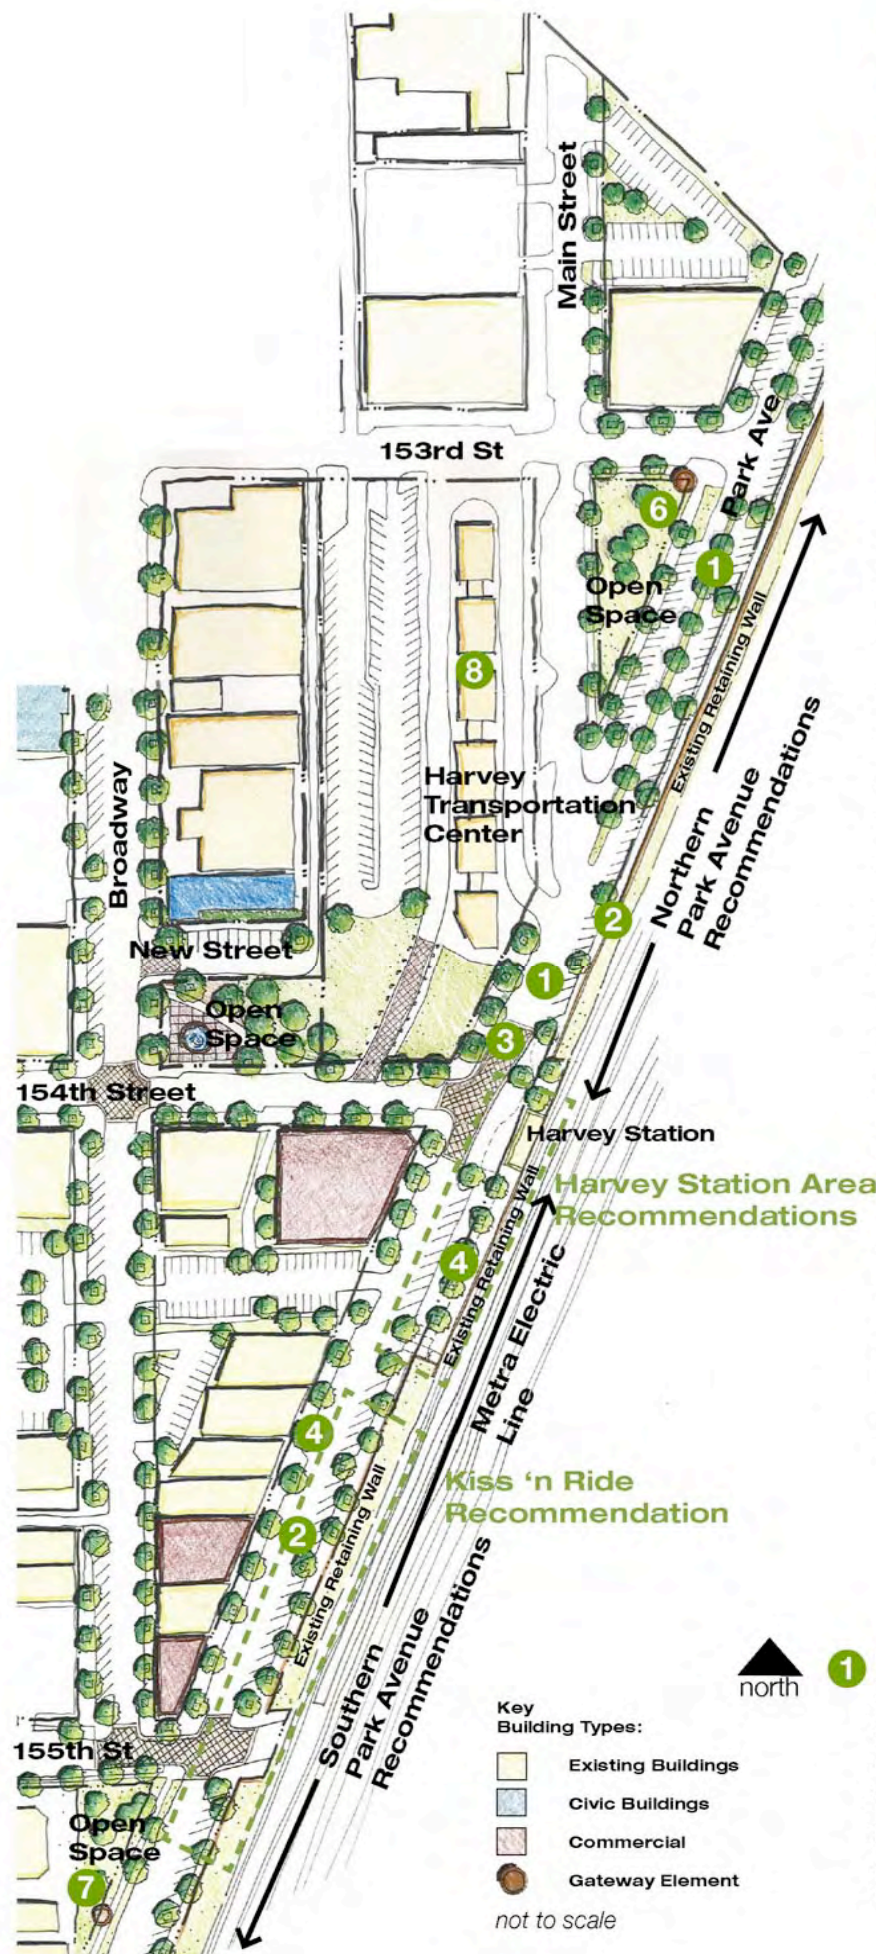 Main Street
153rd St
Park Ave
6
1
Open
Space
Existing Retaining Wall
8
Harvey
Transportation
Center
Northern
Park Avenue
Recommendations
Broadway
2
New Street
1
Open
Space
3
154th Street
Harvey Station
Harvey Station Area
Recommendations
4
Existing Retaining Wall
Metra Electric
Line
4
Kiss ‘n Ride
Recommendation
2
Existing Retaining Wall
Southern
Park Avenue
Recommendations
north
1
155th St
Open
Space
7
Key
Building Types:
Existing Buildings
Civic Buildings
Commercial
Gateway Element
not to scale